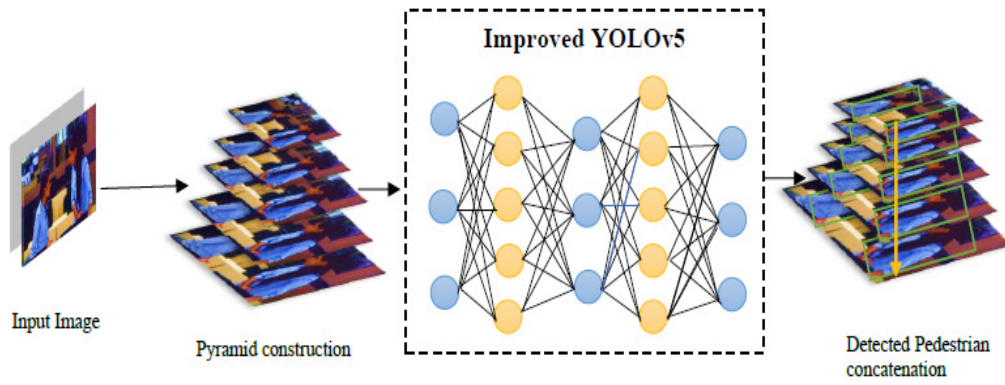 Improved YOLOv5
Input Image
Pyramid construction
Detected Pedestrian
concatenation